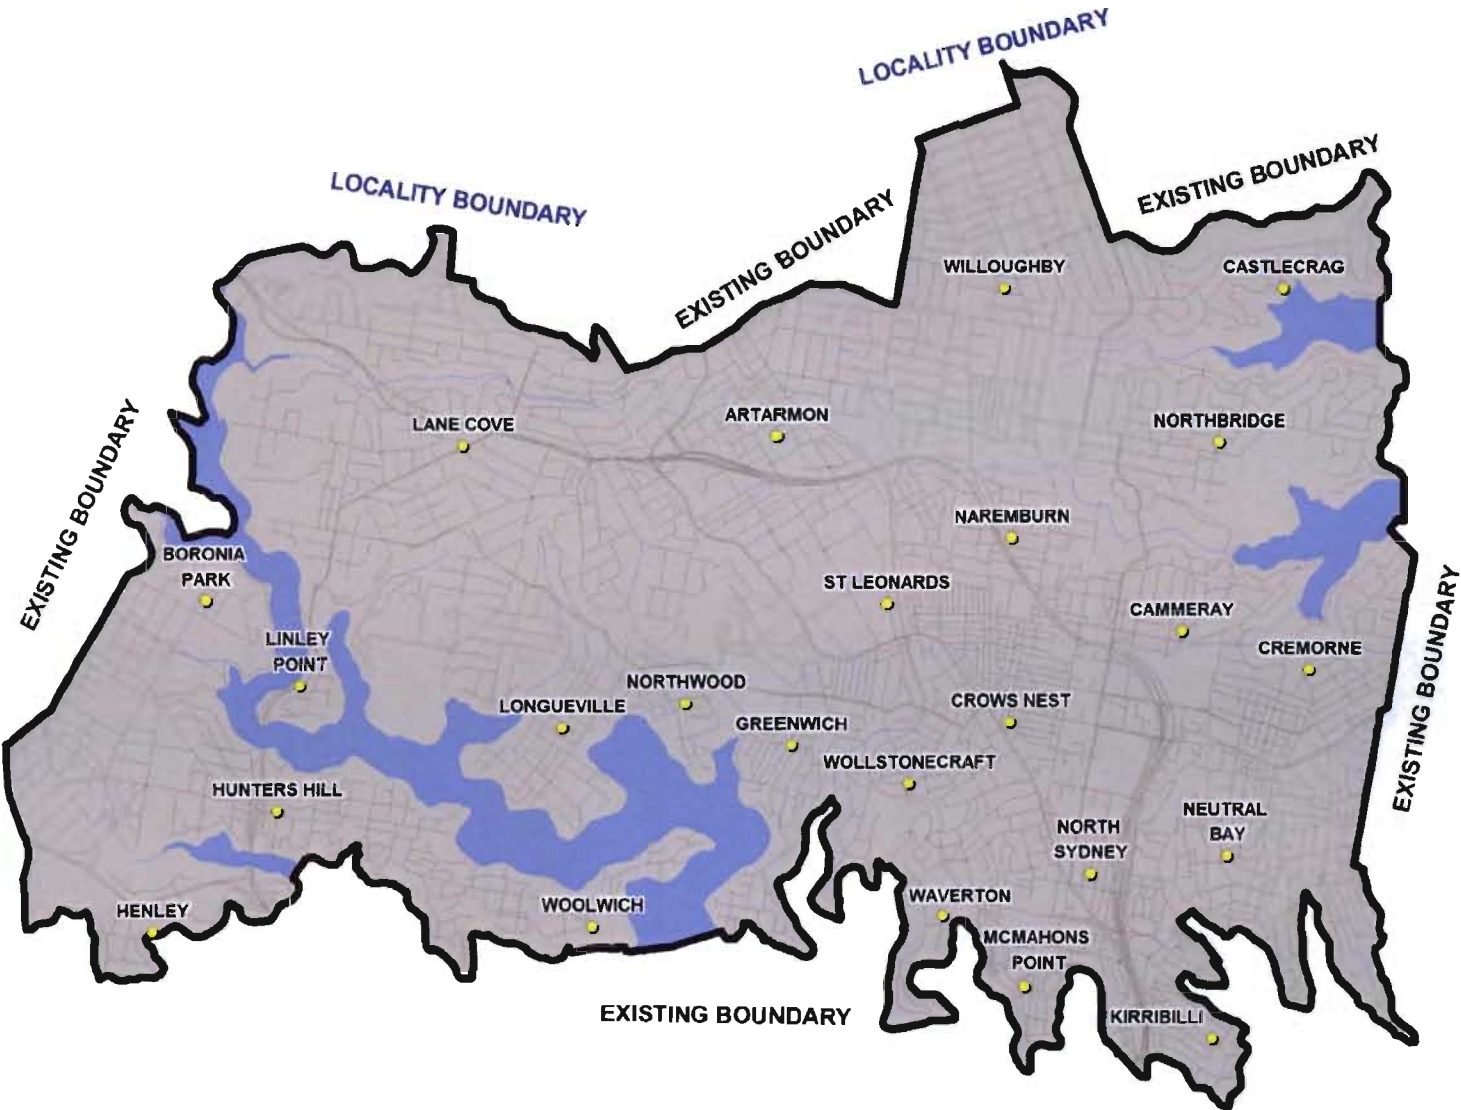 LOCALITY BOUNDARY
LOCALITY BOUNDARY
EXISTING BOUNDARY
EXISTING BOUNDARY
WILLOUGHBY
CASTLECRAG
EXISTING BOUNDARY
LANE COVE
ARTARMON
NORTHBRIDGE
NAREMBURN
BORONIA
PARK
ST LEONARDS
CAMMERAY
LINLEY
POINT
CREMORNE
EXISTING BOUNDARY
NORTHWOOD
LONGUEVILLE
CROWS NEST
GREENWICH
WOLLSTONECRAFT
HUNTERS HILL
NEUTRAL
BAY
NORTH
SYDNEY
WAVERTON
WOOLWICH
HENLEY
MCMAHONS
POINT
EXISTING BOUNDARY
KIRRIBILLI